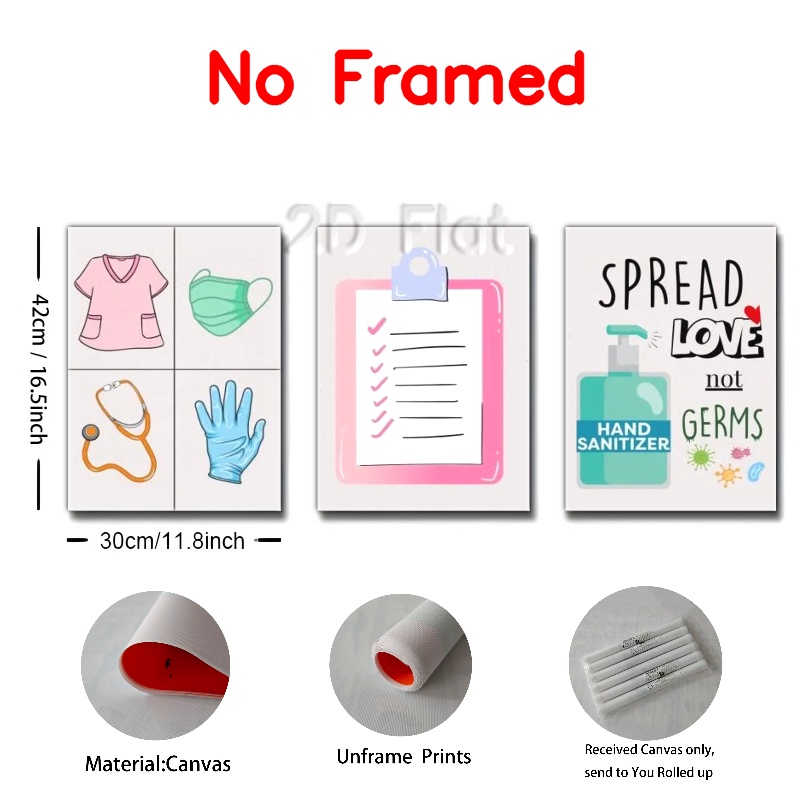 No Framed
2D Flat
42cm / 16.5inch
SPREAD
LOVE
not
GERMS
HAND
SANITIZER
30cm/11.8inch
Material:Canvas
Unframe Prints
Received Canvas only,
send to You Rolled up